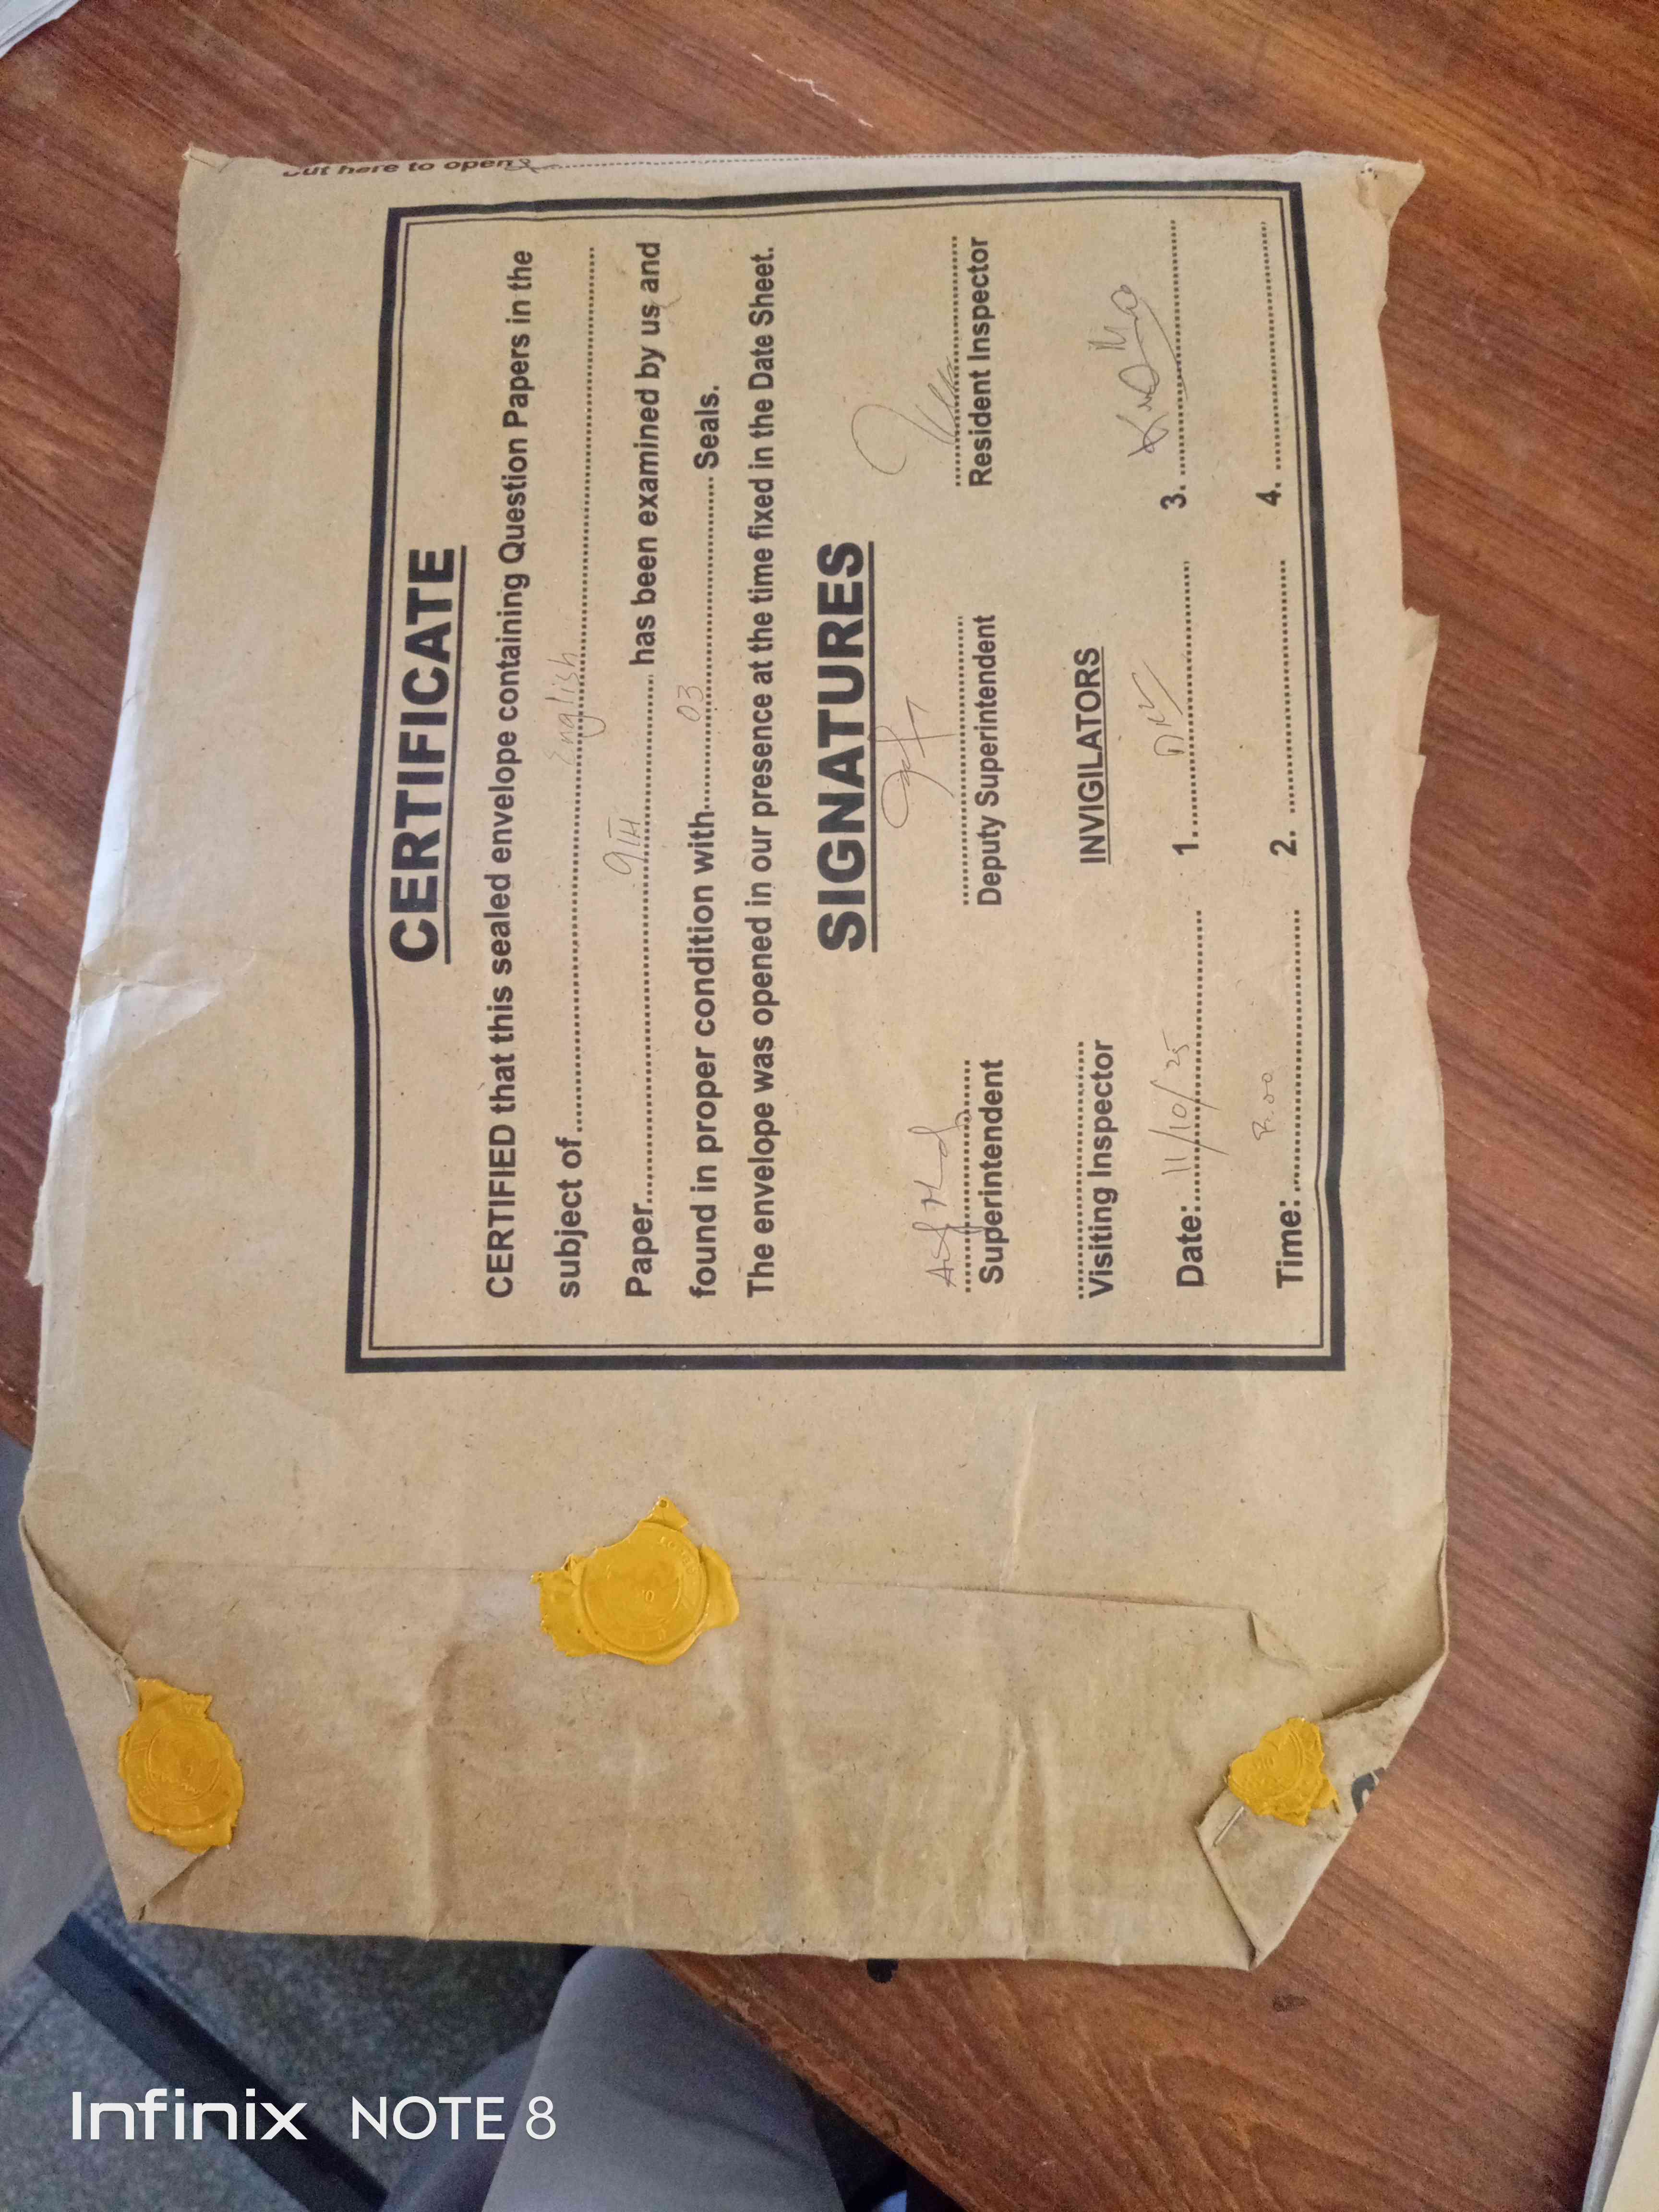 Cut here to open
CERTIFICATE
CERTIFIED that this sealed envelope containing Question Papers in the
subject of English
Paper 9TH has been examined by us and
found in proper condition with 03 Seals.
The envelope was opened in our presence at the time fixed in the Date Sheet.
SIGNATURES
Superintendent Deputy Superintendent Resident Inspector
Visiting Inspector INVIGILATORS
Date: 11/10/25 1. 3.
Time: 8.00 2. 4.
Infinix NOTE 8